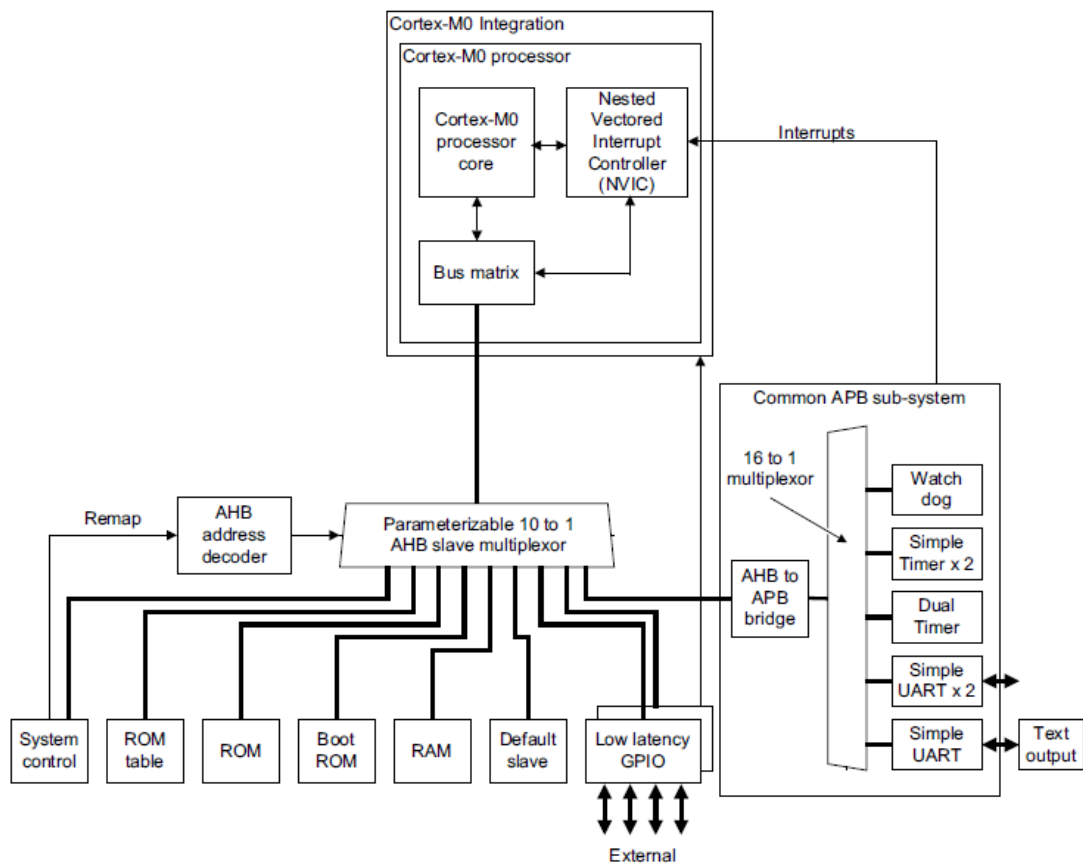 Cortex-M0 Integration
Cortex-M0 processor
Cortex-M0
processor
core
Nested
Vectored
Interrupt
Controller
(NVIC)
Interrupts
Bus matrix
Common APB sub-system
16 to 1
multiplexor
Watch
dog
Remap
AHB
address
decoder
Parameterizable 10 to 1
AHB slave multiplexor
Simple
Timer x 2
AHB to
APB
bridge
Dual
Timer
Simple
UART x 2
System
control
ROM
table
ROM
Boot
ROM
RAM
Default
slave
Low latency
GPIO
Simple
UART
Text
output
External